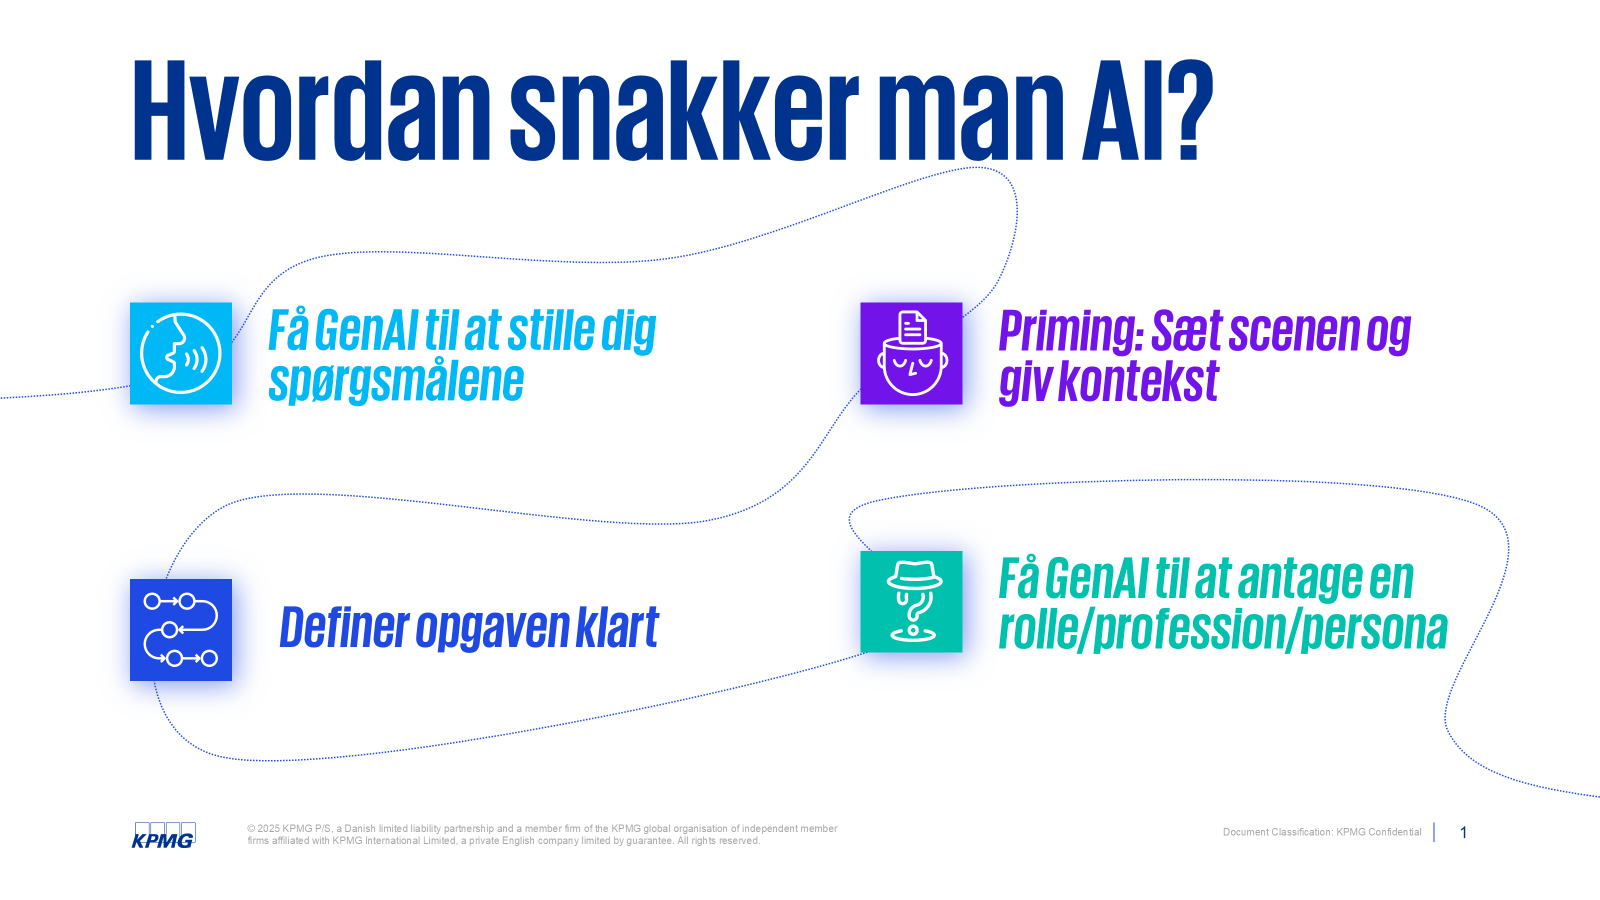 Hvordan snakker man AI?
Få GenAI til at stille dig
spørgsmålene
Priming: Sæt scenen og
giv kontekst
Definer opgaven klart
Få GenAI til at antage en
rolle/profession/persona
KPMG
© 2025 KPMG P/S, a Danish limited liability partnership and a member firm of the KPMG global organisation of independent member
firms affiliated with KPMG International Limited, a private English company limited by guarantee. All rights reserved.
Document Classification: KPMG Confidential
1